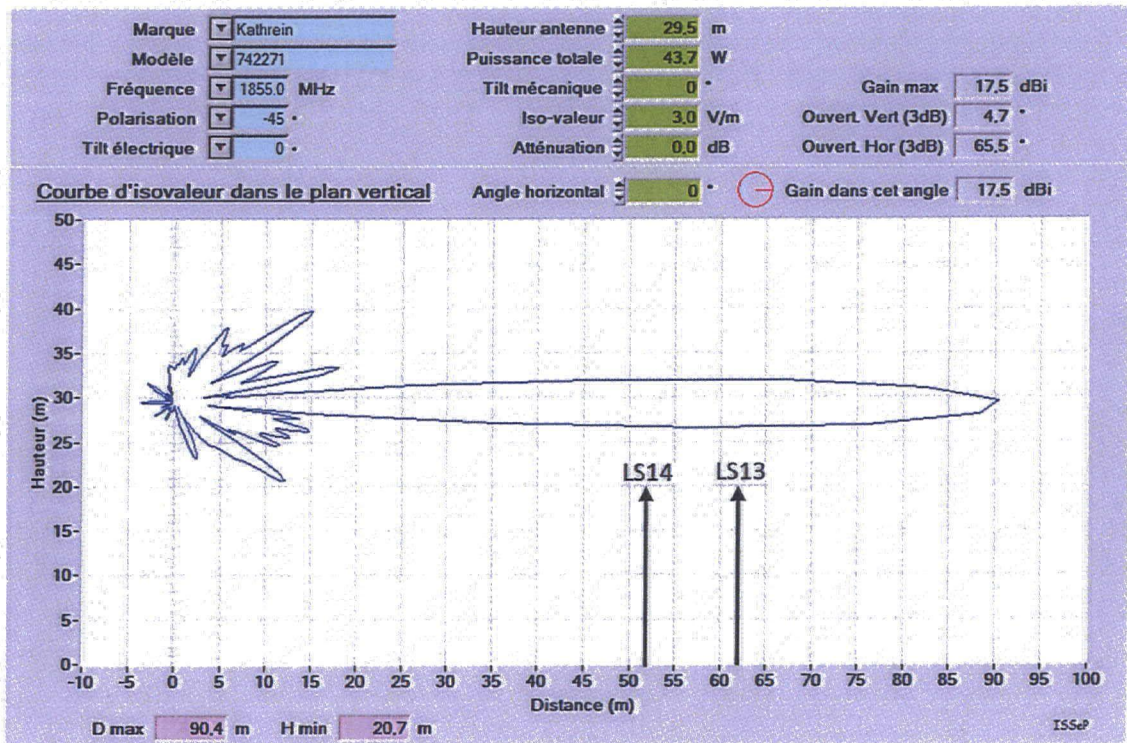 Marque Kathrein Hauteur antenne 29,5 m
Modèle 742271 Puissance totale 43,7 W
Fréquence 1855.0 MHz Tilt mécanique 0 ° Gain max 17,5 dBi
Polarisation -45 ° Iso-valeur 3,0 V/m Ouvert. Vert (3dB) 4,7 °
Tilt électrique 0 ° Atténuation 0,0 dB Ouvert. Hor (3dB) 65,5 °
Courbe d'isovaleur dans le plan vertical Angle horizontal 0 ° Gain dans cet angle 17,5 dBi
50-
45-
40-
35-
30-
25-
20-
15-
10-
5-
0-
Hauteur (m)
LS14 LS13
-10 -5 0 5 10 15 20 25 30 35 40 45 50 55 60 65 70 75 80 85 90 95 100
Distance (m)
D max 90,4 m H min 20,7 m
ISSeP